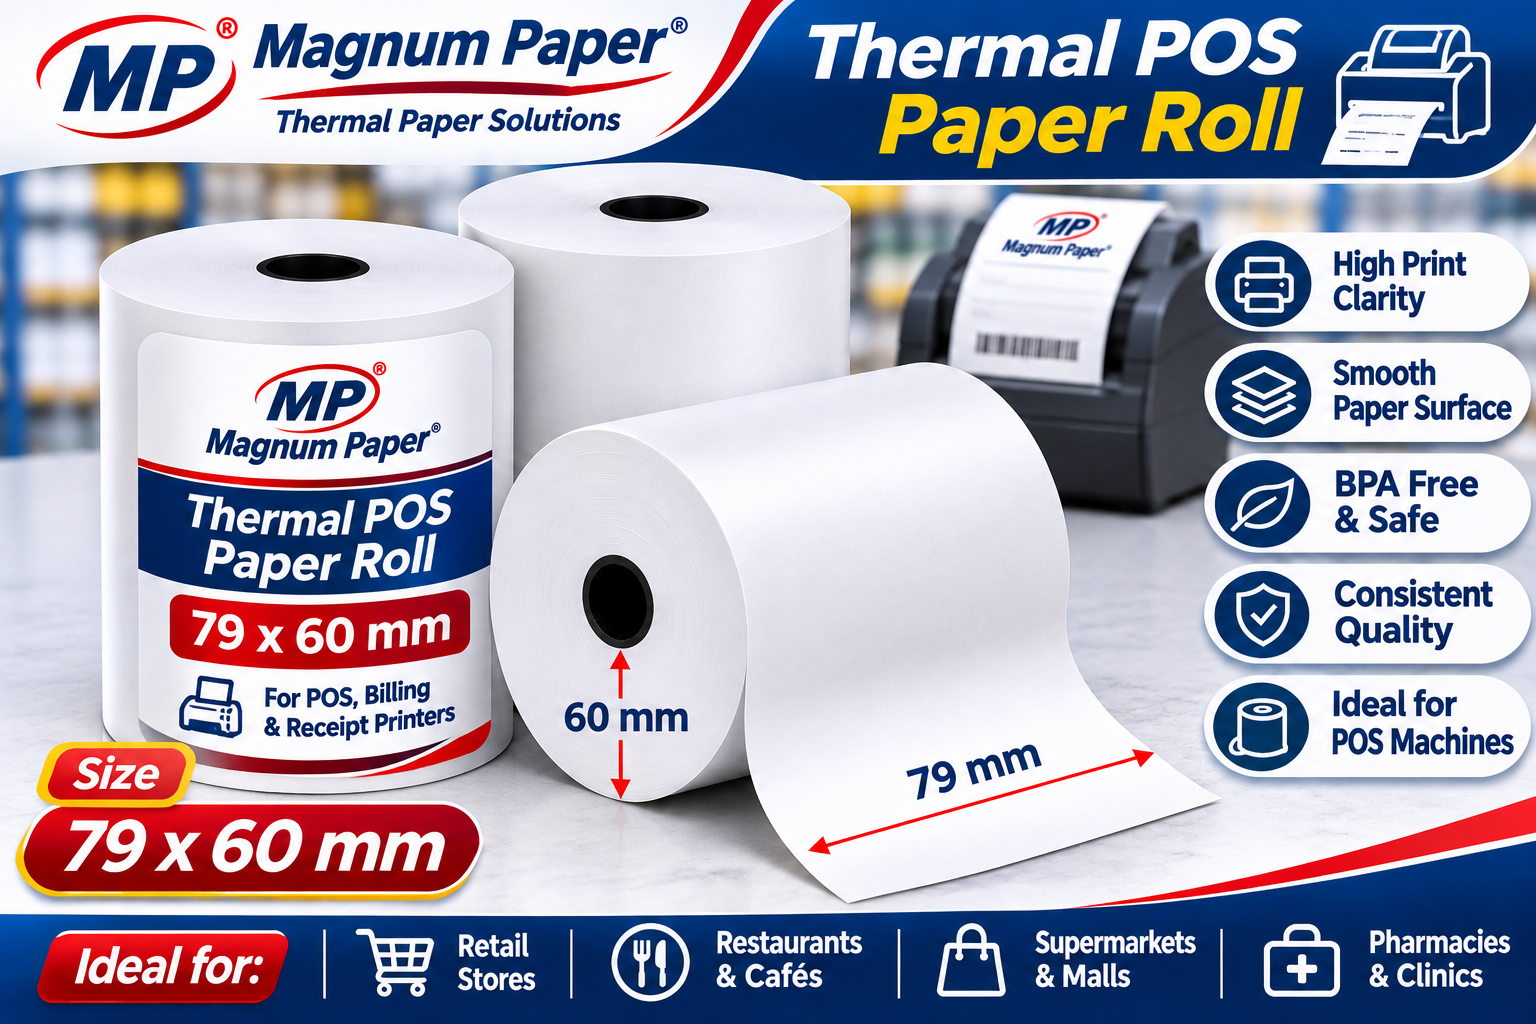 MP®
Magnum Paper®
Thermal Paper Solutions
Thermal POS
Paper Roll
MP
Magnum Paper®
High Print
Clarity
Smooth
Paper Surface
BPA Free
& Safe
Consistent
Quality
Ideal for
POS Machines
MP®
Magnum Paper®
Thermal POS
Paper Roll
79 x 60 mm
For POS, Billing
& Receipt Printers
60 mm
79 mm
Size
79 x 60 mm
Ideal for:
Retail
Stores
Restaurants
& Cafés
Supermarkets
& Malls
Pharmacies
& Clinics